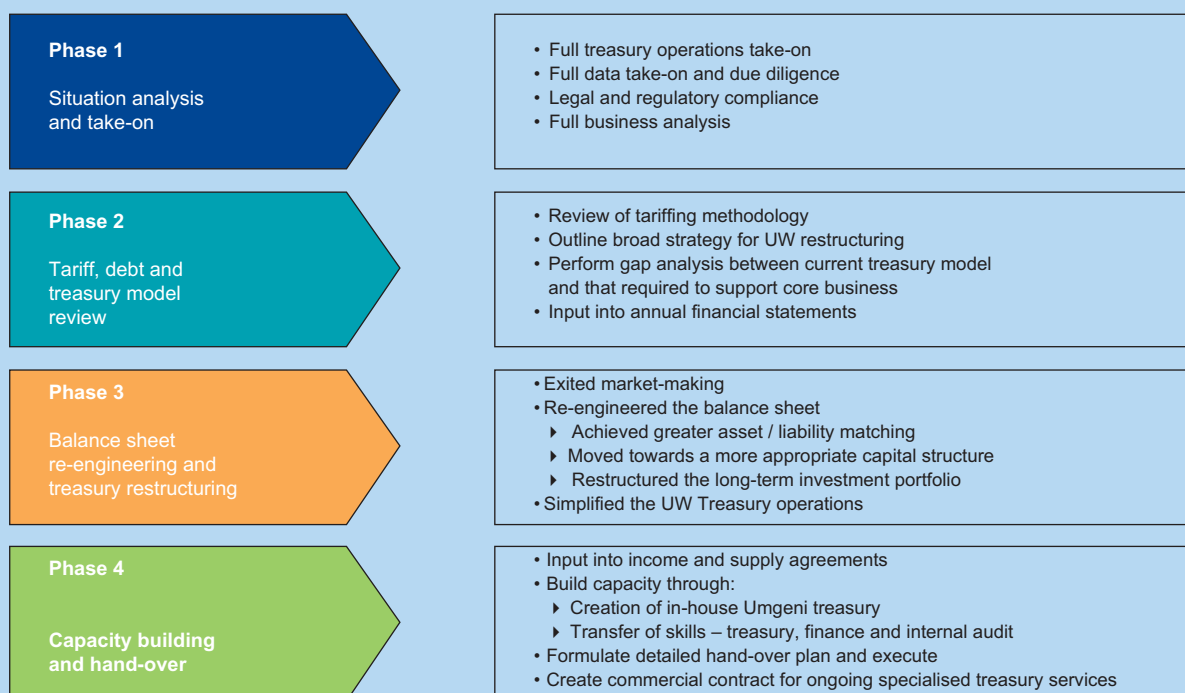 Phase 1
Situation analysis
and take-on
• Full treasury operations take-on
• Full data take-on and due diligence
• Legal and regulatory compliance
• Full business analysis
Phase 2
Tariff, debt and
treasury model
review
• Review of tariffing methodology
• Outline broad strategy for UW restructuring
• Perform gap analysis between current treasury model
and that required to support core business
• Input into annual financial statements
Phase 3
Balance sheet
re-engineering and
treasury restructuring
• Exited market-making
• Re-engineered the balance sheet
Achieved greater asset / liability matching
Moved towards a more appropriate capital structure
Restructured the long-term investment portfolio
• Simplified the UW Treasury operations
Phase 4
Capacity building
and hand-over
• Input into income and supply agreements
• Build capacity through:
Creation of in-house Umgeni treasury
Transfer of skills – treasury, finance and internal audit
• Formulate detailed hand-over plan and execute
• Create commercial contract for ongoing specialised treasury services